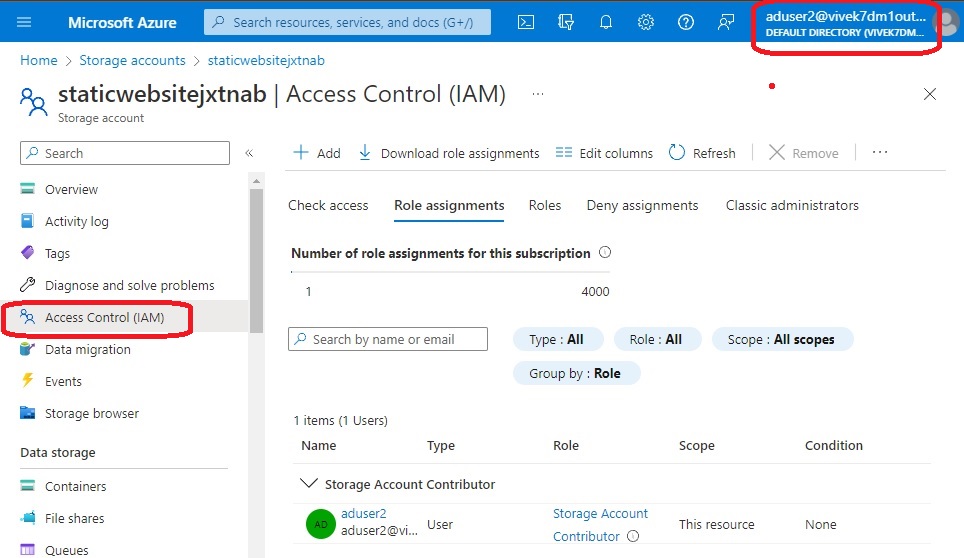 Microsoft Azure
Search resources, services, and docs (G+/)
aduser2@vivek7dm1out...
DEFAULT DIRECTORY (VIVEK7DM...
Home > Storage accounts > staticwebsitejxtnab
staticwebsitejxtnab | Access Control (IAM) ...
Storage account
Search
«
Add
Download role assignments
Edit columns
Refresh
Remove
...
Overview
Activity log
Tags
Diagnose and solve problems
Access Control (IAM)
Data migration
Events
Storage browser
Data storage
Containers
File shares
Queues
Check access
Role assignments
Roles
Deny assignments
Classic administrators
Number of role assignments for this subscription
1 4000
Search by name or email
Type : All
Role : All
Scope : All scopes
Group by : Role
1 items (1 Users)
Name Type Role Scope Condition
Storage Account Contributor
AD
aduser2
aduser2@vi...
User
Storage Account
Contributor
This resource
None